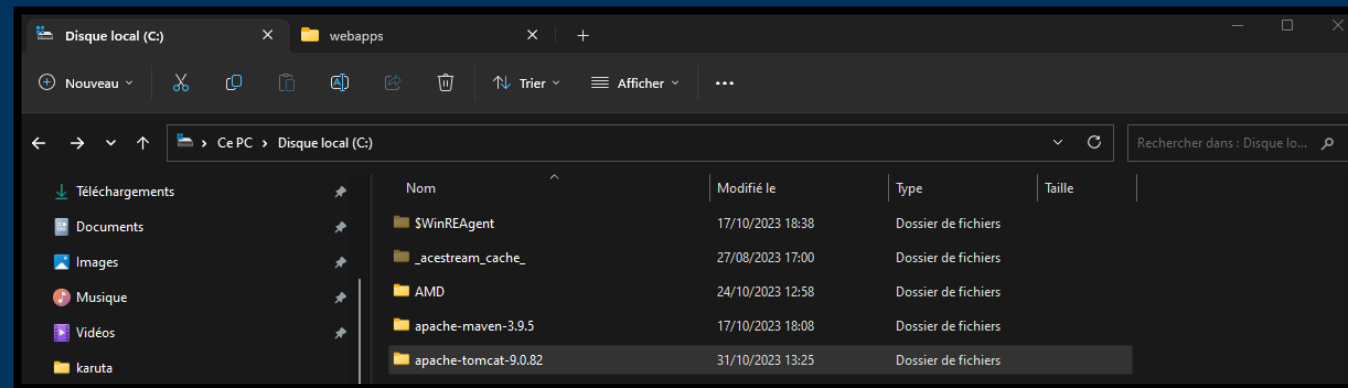 Disque local (C:) webapps
Nouveau Trier Afficher
Ce PC Disque local (C:) Rechercher dans : Disque lo...
Téléchargements Nom Modifié le Type Taille
Documents $WinREAgent 17/10/2023 18:38 Dossier de fichiers
Images _acestream_cache_ 27/08/2023 17:00 Dossier de fichiers
Musique AMD 24/10/2023 12:58 Dossier de fichiers
Vidéos apache-maven-3.9.5 17/10/2023 18:08 Dossier de fichiers
karuta apache-tomcat-9.0.82 31/10/2023 13:25 Dossier de fichiers